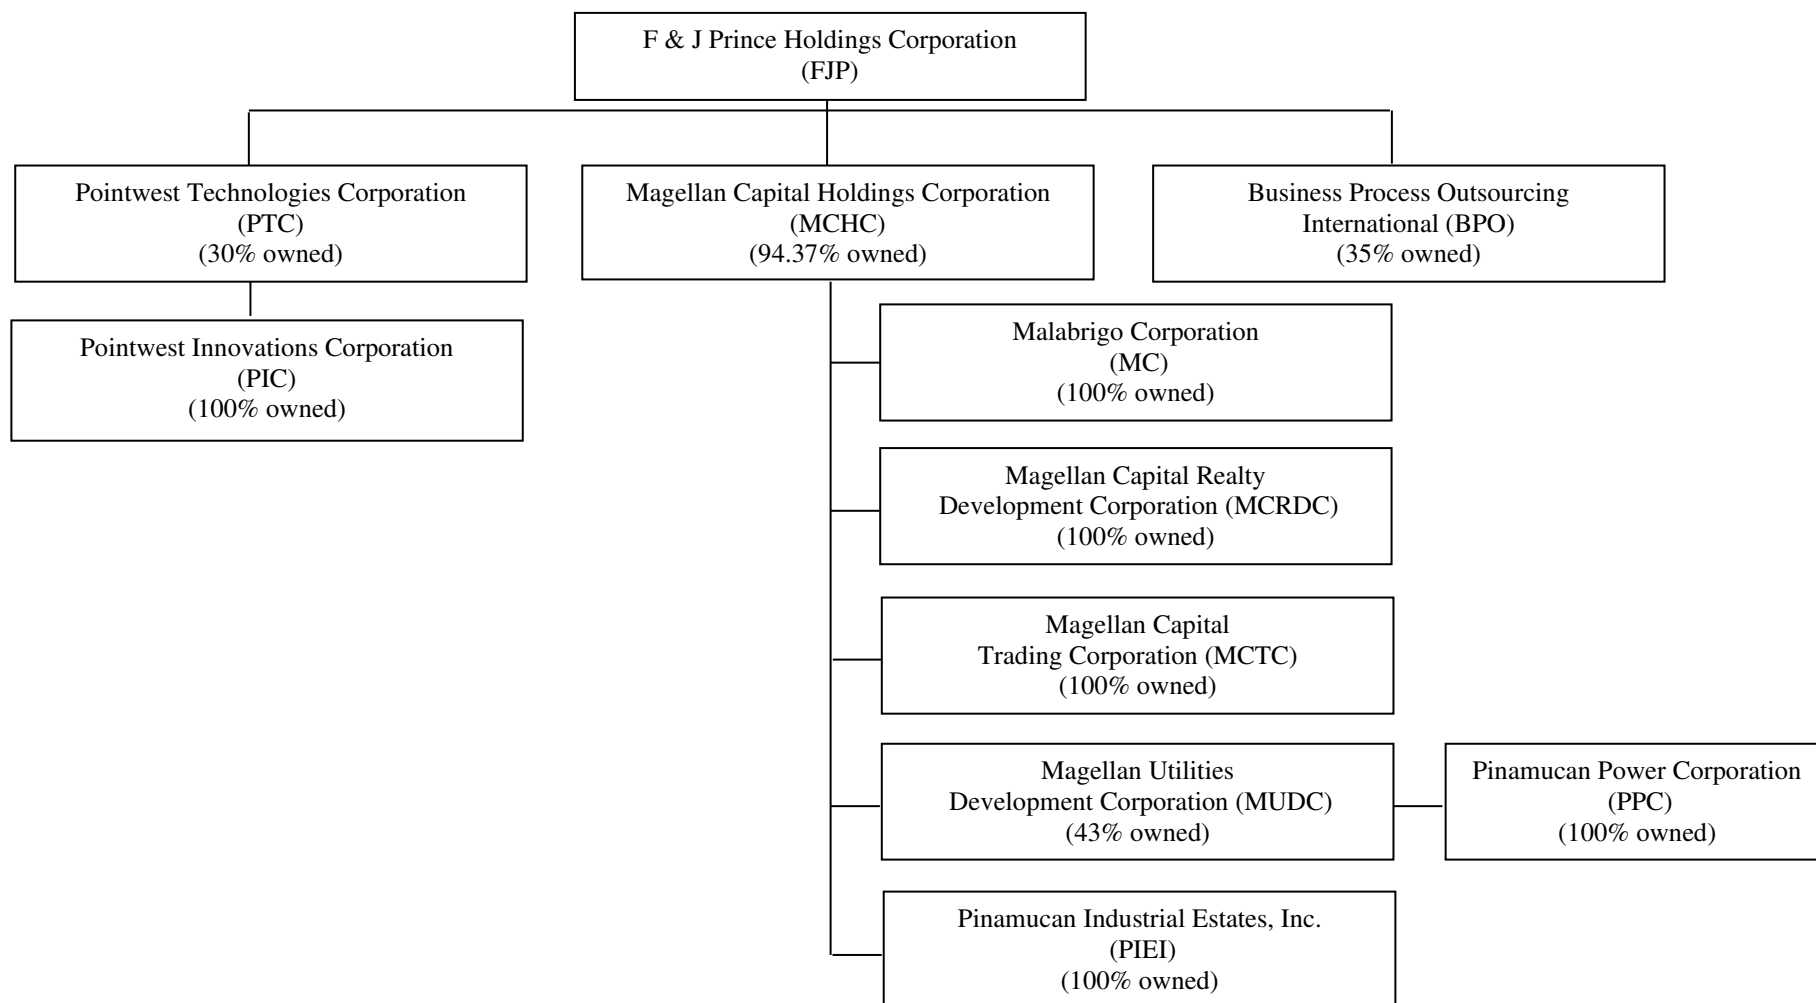 F & J Prince Holdings Corporation
(FJP)
Pointwest Technologies Corporation
(PTC)
(30% owned)
Magellan Capital Holdings Corporation
(MCHC)
(94.37% owned)
Business Process Outsourcing
International (BPO)
(35% owned)
Pointwest Innovations Corporation
(PIC)
(100% owned)
Malabrigo Corporation
(MC)
(100% owned)
Magellan Capital Realty
Development Corporation (MCRDC)
(100% owned)
Magellan Capital
Trading Corporation (MCTC)
(100% owned)
Magellan Utilities
Development Corporation (MUDC)
(43% owned)
Pinamucan Power Corporation
(PPC)
(100% owned)
Pinamucan Industrial Estates, Inc.
(PIEI)
(100% owned)